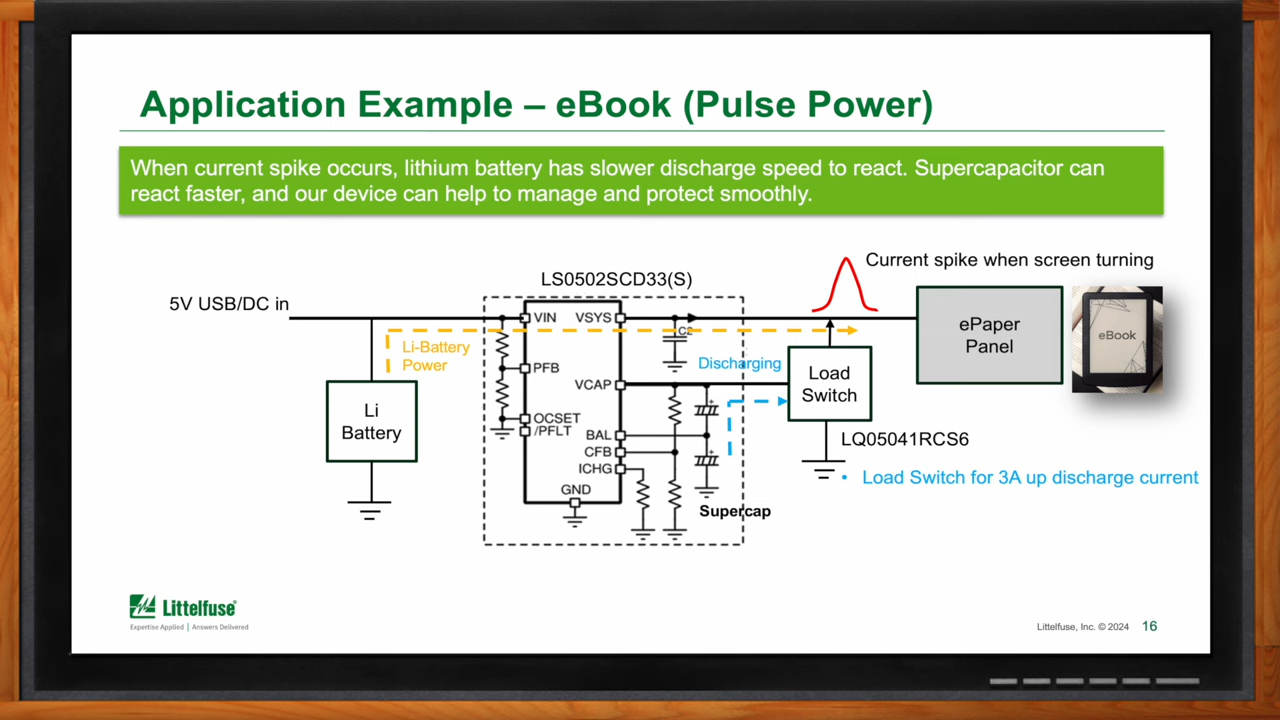 Application Example – eBook (Pulse Power)
When current spike occurs, lithium battery has slower discharge speed to react. Supercapacitor can
react faster, and our device can help to manage and protect smoothly.
Current spike when screen turning
LS0502SCD33(S)
5V USB/DC in
VIN
VSYS
C2
ePaper
Panel
eBook
Li-Battery
Power
PFB
Discharging
VCAP
Load
Switch
Li
Battery
OCSET
/PFLT
BAL
CFB
ICHG
GND
LQ05041RCS6
• Load Switch for 3A up discharge current
Supercap
Littelfuse®
Expertise Applied | Answers Delivered
Littelfuse, Inc. © 2024 16